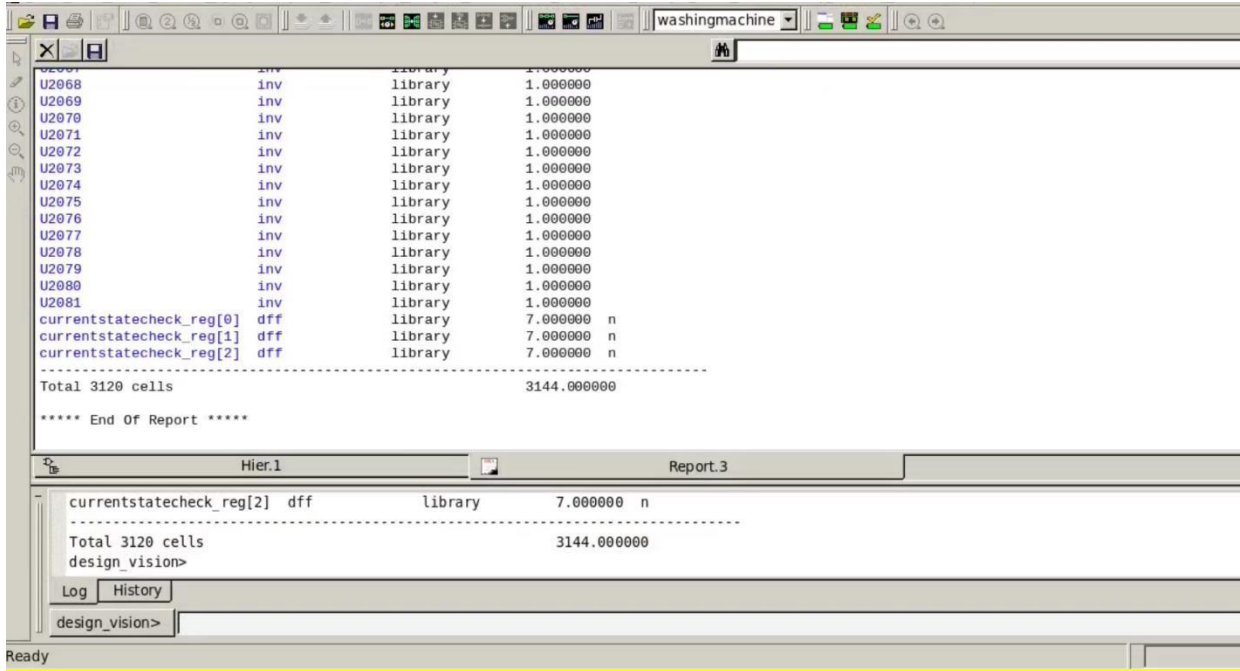 washingmachine
U2067 inv library 1.000000
U2068 inv library 1.000000
U2069 inv library 1.000000
U2070 inv library 1.000000
U2071 inv library 1.000000
U2072 inv library 1.000000
U2073 inv library 1.000000
U2074 inv library 1.000000
U2075 inv library 1.000000
U2076 inv library 1.000000
U2077 inv library 1.000000
U2078 inv library 1.000000
U2079 inv library 1.000000
U2080 inv library 1.000000
U2081 inv library 1.000000
currentstatecheck_reg[0] dff library 7.000000 n
currentstatecheck_reg[1] dff library 7.000000 n
currentstatecheck_reg[2] dff library 7.000000 n
--------------------------------------------------------------------------------
Total 3120 cells 3144.000000
***** End Of Report *****
Hier.1 Report.3
currentstatecheck_reg[2] dff library 7.000000 n
--------------------------------------------------------------------------------
Total 3120 cells 3144.000000
design_vision>
Log History
design_vision>
Ready